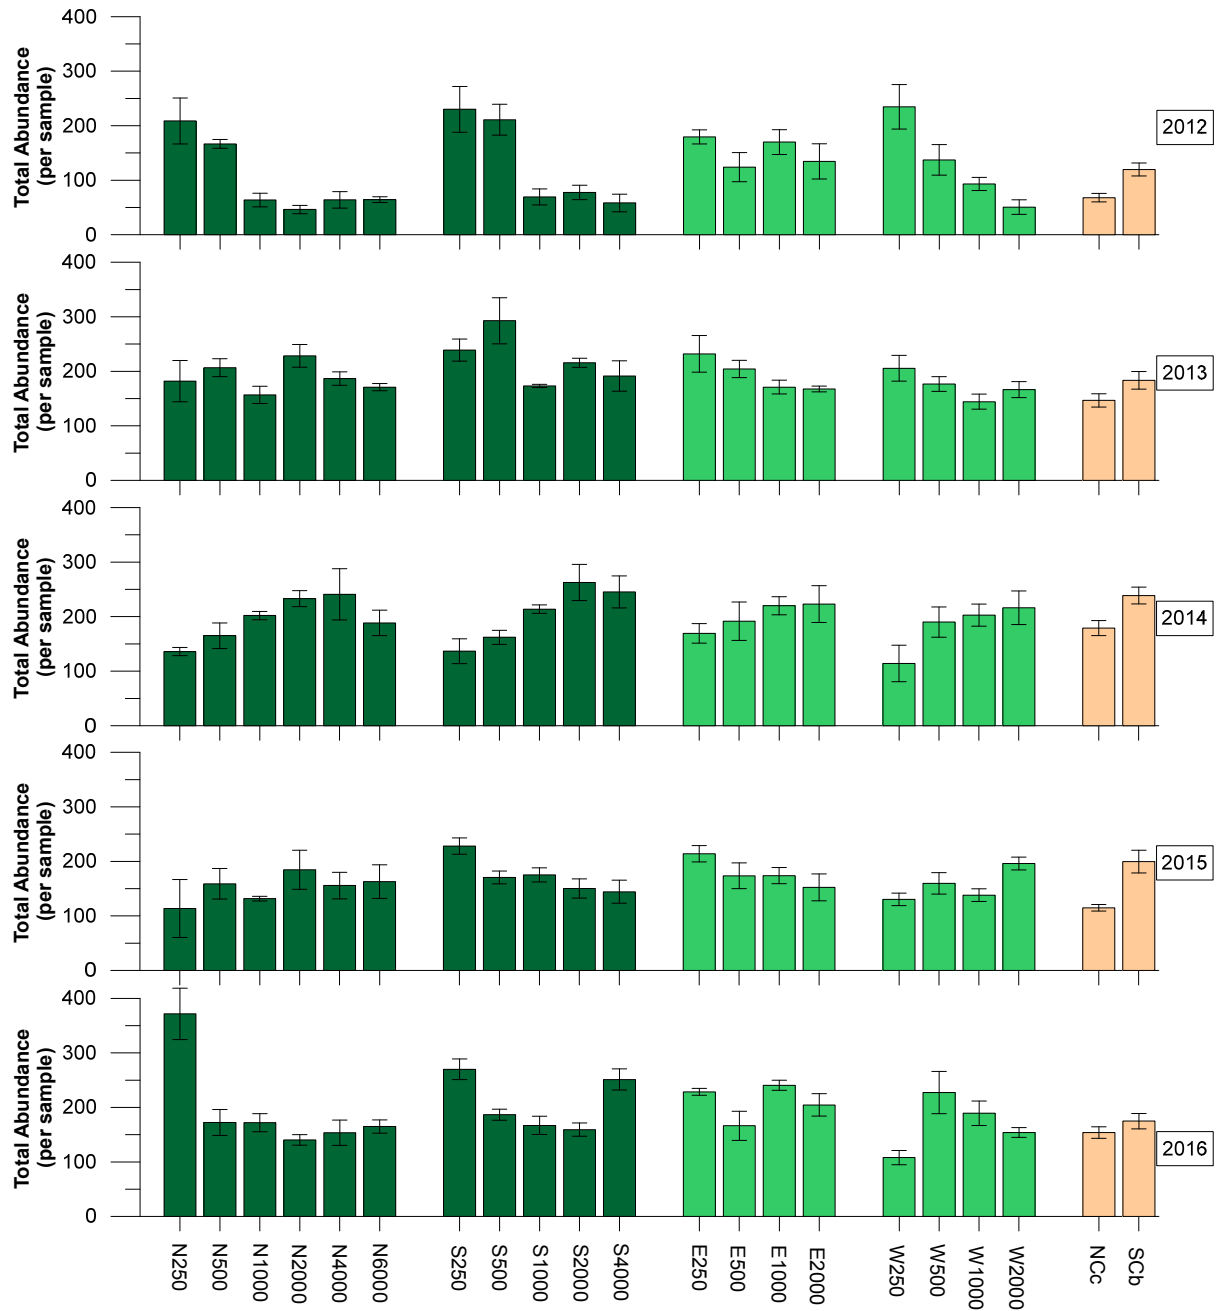 400
300
200
100
0
Total Abundance
(per sample)
2012
400
300
200
100
0
Total Abundance
(per sample)
2013
400
300
200
100
0
Total Abundance
(per sample)
2014
400
300
200
100
0
Total Abundance
(per sample)
2015
400
300
200
100
0
Total Abundance
(per sample)
2016
N250
N500
N1000
N2000
N4000
N6000
S250
S500
S1000
S2000
S4000
E250
E500
E1000
E2000
W250
W500
W1000
W2000
NCc
SCb